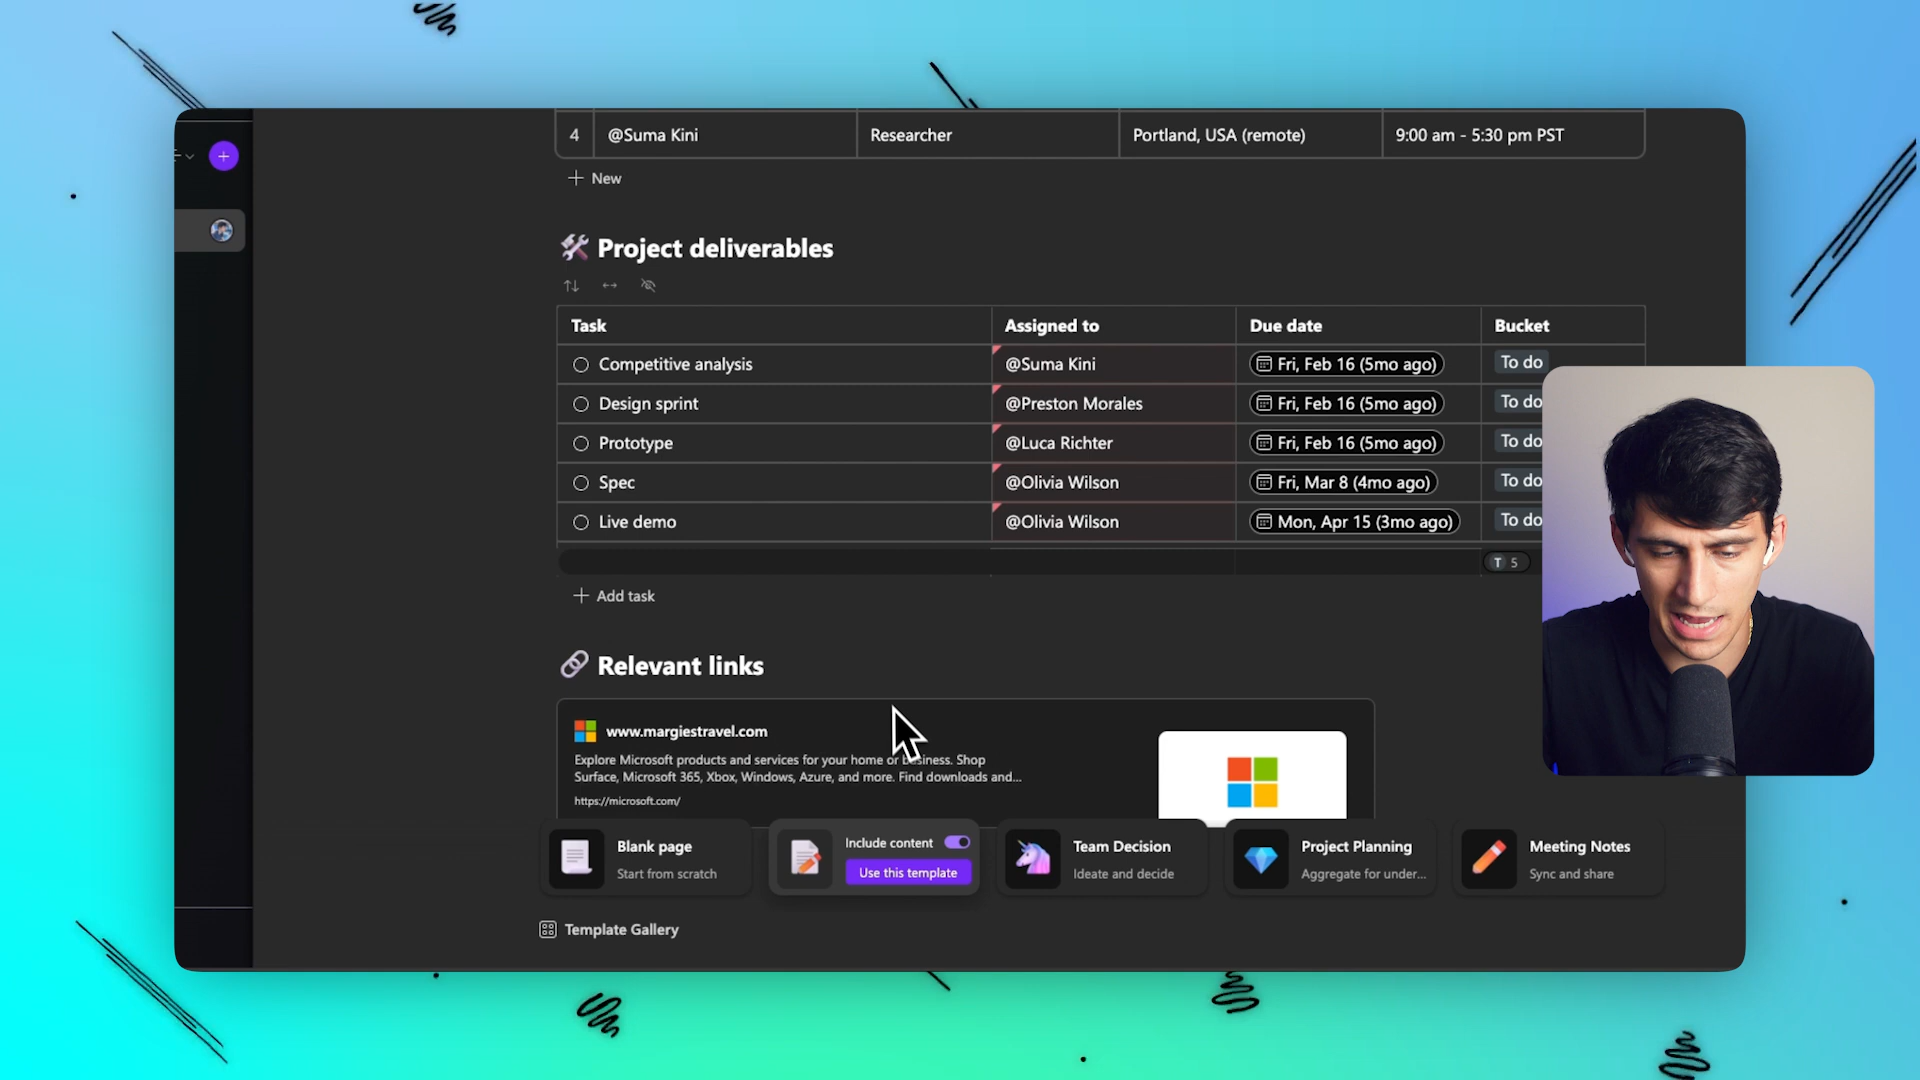 4 @Suma Kini Researcher Portland, USA (remote) 9:00 am - 5:30 pm PST
New
Project deliverables
Task Assigned to Due date Bucket
Competitive analysis @Suma Kini Fri, Feb 16 (5mo ago) To do
Design sprint @Preston Morales Fri, Feb 16 (5mo ago) To do
Prototype @Luca Richter Fri, Feb 16 (5mo ago) To do
Spec @Olivia Wilson Fri, Mar 8 (4mo ago) To do
Live demo @Olivia Wilson Mon, Apr 15 (3mo ago) To do
T 5
Add task
Relevant links
www.margiestravel.com
Explore Microsoft products and services for your home or business. Shop
Surface, Microsoft 365, Xbox, Windows, Azure, and more. Find downloads and...
https://microsoft.com/
Blank page
Start from scratch
Include content
Use this template
Team Decision
Ideate and decide
Project Planning
Aggregate for under...
Meeting Notes
Sync and share
Template Gallery